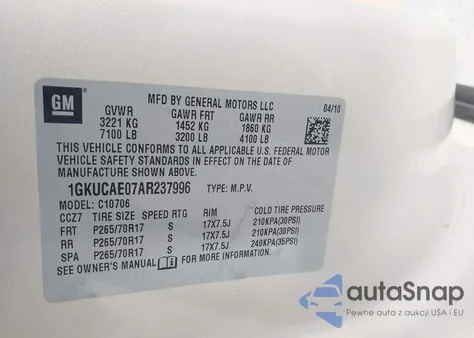 GM
MFD BY GENERAL MOTORS LLC 04/10
GVWR GAWR FRT GAWR RR
3221 KG 1452 KG 1860 KG
7100 LB 3200 LB 4100 LB
THIS VEHICLE CONFORMS TO ALL APPLICABLE U.S. FEDERAL MOTOR
VEHICLE SAFETY STANDARDS IN EFFECT ON THE DATE OF
MANUFACTURE SHOWN ABOVE.
1GKUCAE07AR237996 TYPE: M.P.V.
MODEL: C10706
CCZ7 TIRE SIZE SPEED RTG RIM COLD TIRE PRESSURE
FRT P265/70R17 S 17X7.5J 210KPA(30PSI)
RR P265/70R17 S 17X7.5J 210KPA(30PSI)
SPA P265/70R17 S 17X7.5J 240KPA(35PSI)
SEE OWNER'S MANUAL FOR MORE INFORMATION.
autaSnap
Pewne auta z aukcji USA i EU